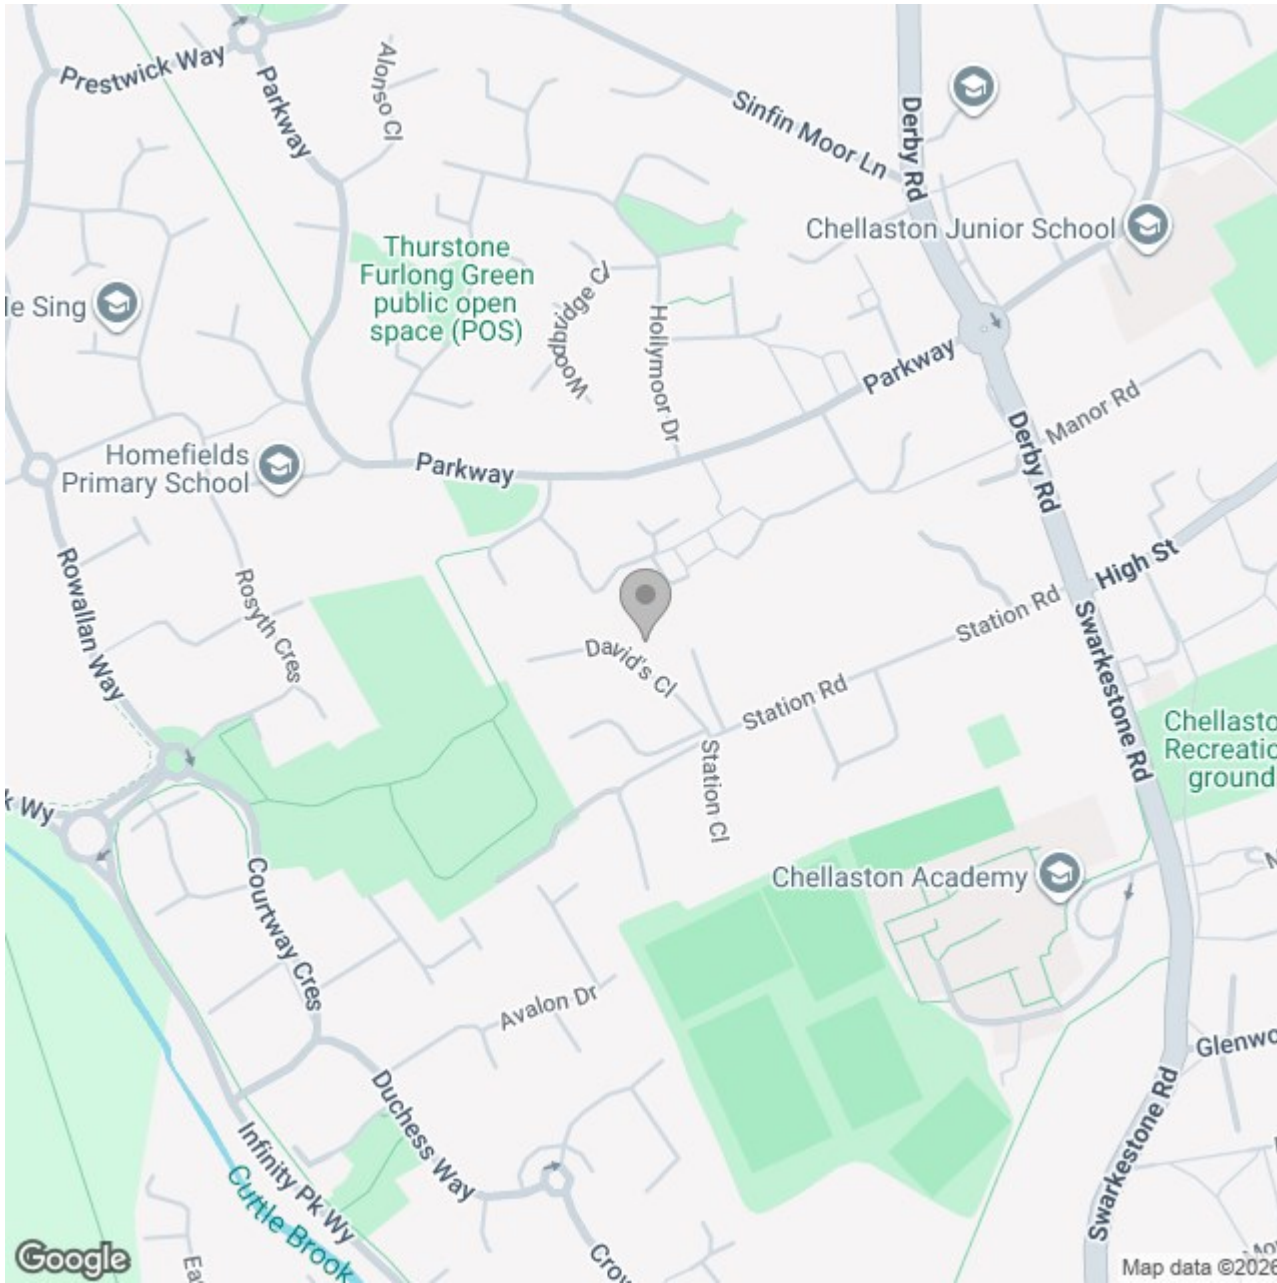 Prestwick Way
Parkway
Alonso Cl
Sinfin Moor Ln
Derby Rd
Chellaston Junior School
Thurstone
Furlong Green
public open
space (POS)
Woodbridge Cl
Hollymoor Dr
le Sing
Parkway
Manor Rd
Homefields
Primary School
Parkway
Derby Rd
High St
Rowallan Way
Rosyth Cres
Station Rd
David's Cl
Station Rd
Swarkestone Rd
Station Cl
Chellasto
Recreatio
ground
k Wy
Courtway Cres
Chellaston Academy
Avalon Dr
Glenwo
Duchess Way
Infinity Pk Wy
Cuttle Brook
Swarkestone Rd
Crow
Ea
Mo
Google
Map data ©2026